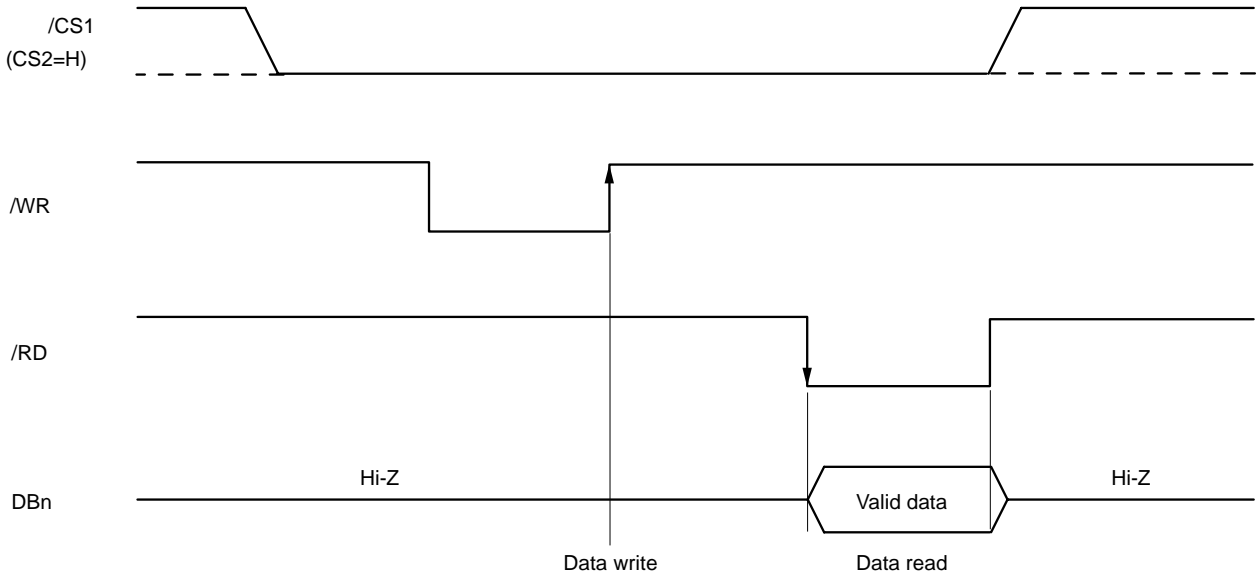 /CS1
(CS2=H)
/WR
/RD
DBn
Hi-Z
Valid data
Hi-Z
Data write
Data read